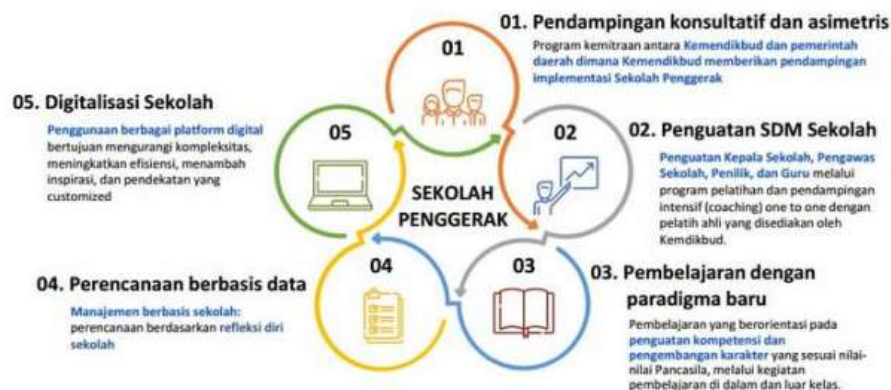 01. Pendampingan konsultatif dan asimetris
Program kemitraan antara Kemendikbud dan pemerintah
daerah dimana Kemendikbud memberikan pendampingan
implementasi Sekolah Penggerak
01
05. Digitalisasi Sekolah
Penggunaan berbagai platform digital
bertujuan mengurangi kompleksitas,
meningkatkan efisiensi, menambah
inspirasi, dan pendekatan yang
customized
05
02
02. Penguatan SDM Sekolah
Penguatan Kepala Sekolah, Pengawas
Sekolah, Penilik, dan Guru melalui
program pelatihan dan pendampingan
intensif (coaching) one to one dengan
pelatih ahli yang disediakan oleh
Kemdikbud.
SEKOLAH
PENGGERAK
04. Perencanaan berbasis data
Manajemen berbasis sekolah:
perencanaan berdasarkan refleksi diri
sekolah
04
03
03. Pembelajaran dengan
paradigma baru
Pembelajaran yang berorientasi pada
penguatan kompetensi dan
pengembangan karakter yang sesuai nilai-
nilai Pancasila, melalui kegiatan
pembelajaran di dalam dan luar kelas.